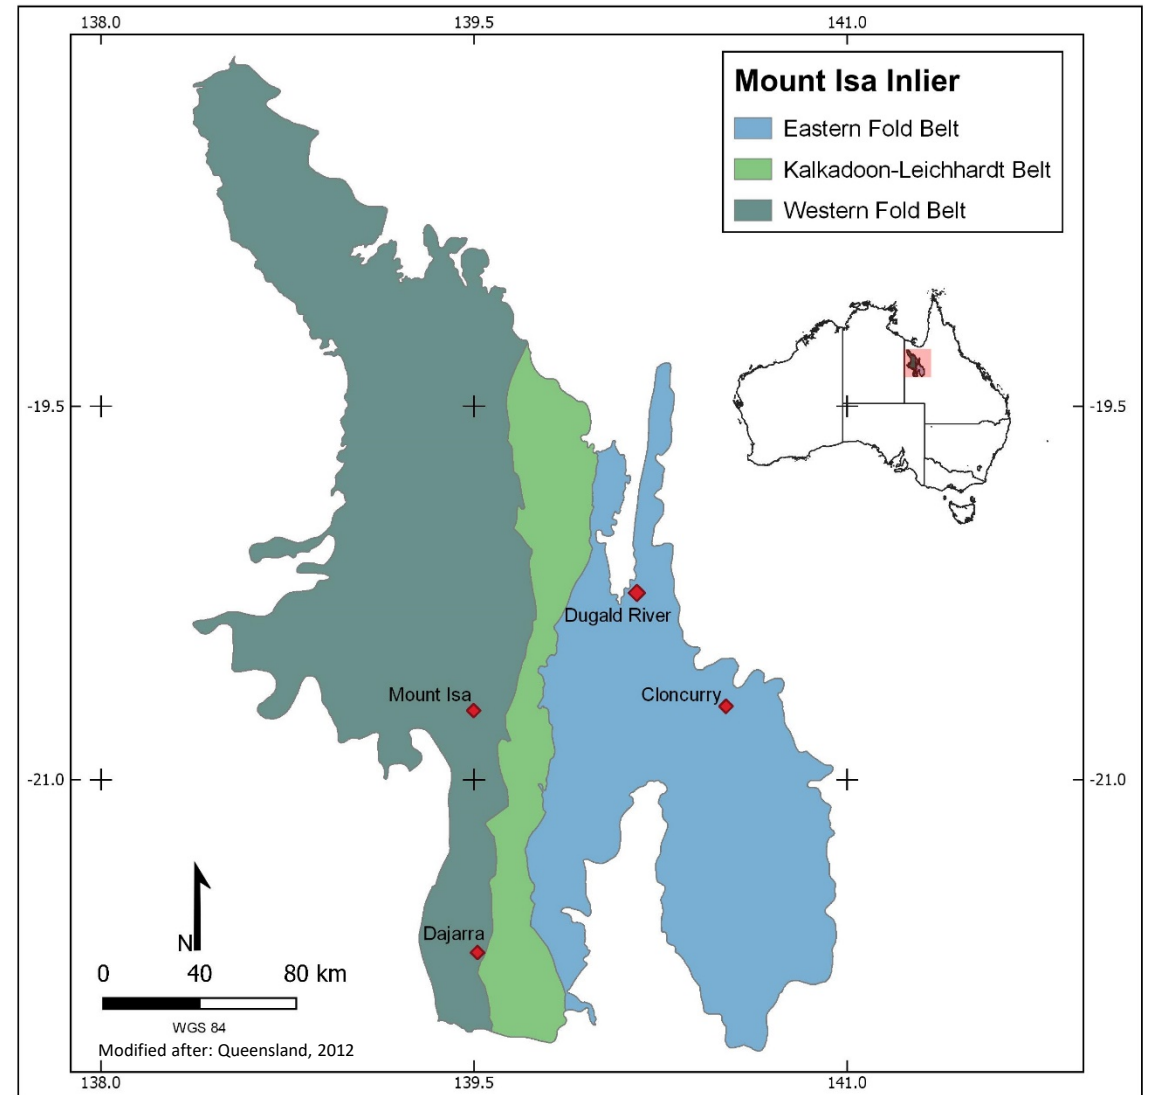 138.0 139.5 141.0
Mount Isa Inlier
Eastern Fold Belt
Kalkadoon-Leichhardt Belt
Western Fold Belt
-19.5 -19.5
Dugald River
Mount Isa
Cloncurry
-21.0 -21.0
Dajarra
N
0 40 80 km
WGS 84
Modified after: Queensland, 2012
138.0 139.5 141.0